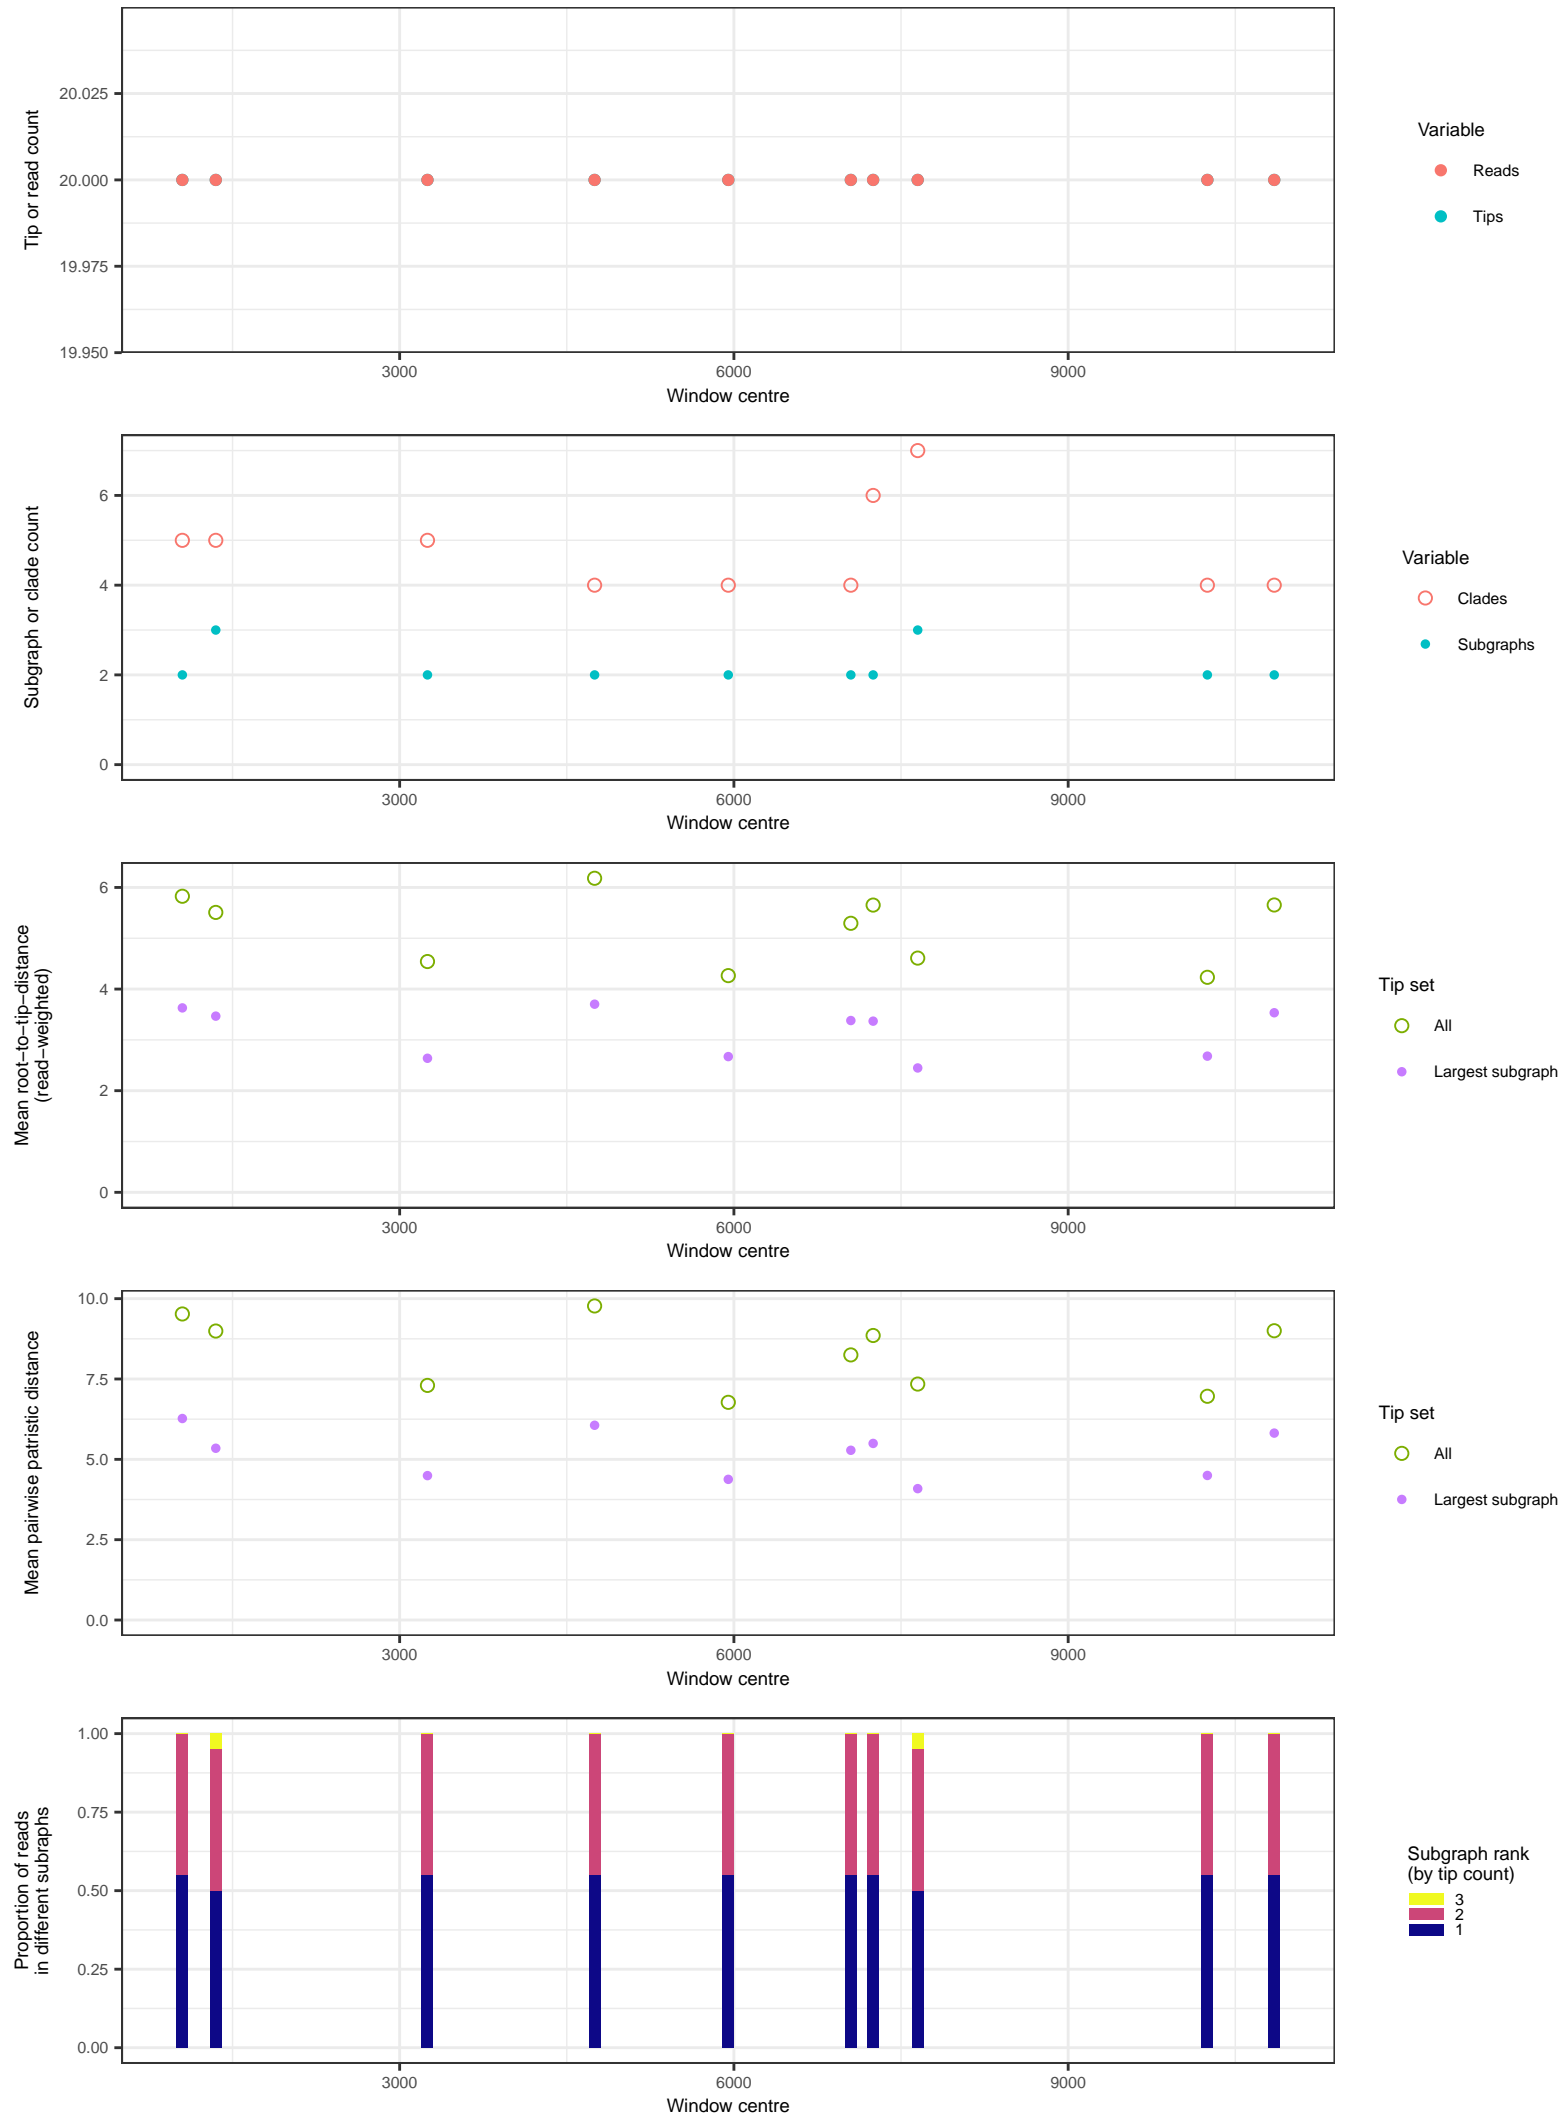 Tip or read count
20.025
20.000
19.975
19.950
3000
6000
9000
Window centre
Variable
Reads
Tips
Subgraph or clade count
6
4
2
0
3000
6000
9000
Window centre
Variable
Clades
Subgraphs
Mean root−to−tip−distance
(read−weighted)
6
4
2
0
3000
6000
9000
Window centre
Tip set
All
Largest subgraph
Mean pairwise patristic distance
10.0
7.5
5.0
2.5
0.0
3000
6000
9000
Window centre
Tip set
All
Largest subgraph
Proportion of reads
in different subraphs
1.00
0.75
0.50
0.25
0.00
3000
6000
9000
Window centre
Subgraph rank
(by tip count)
3
2
1